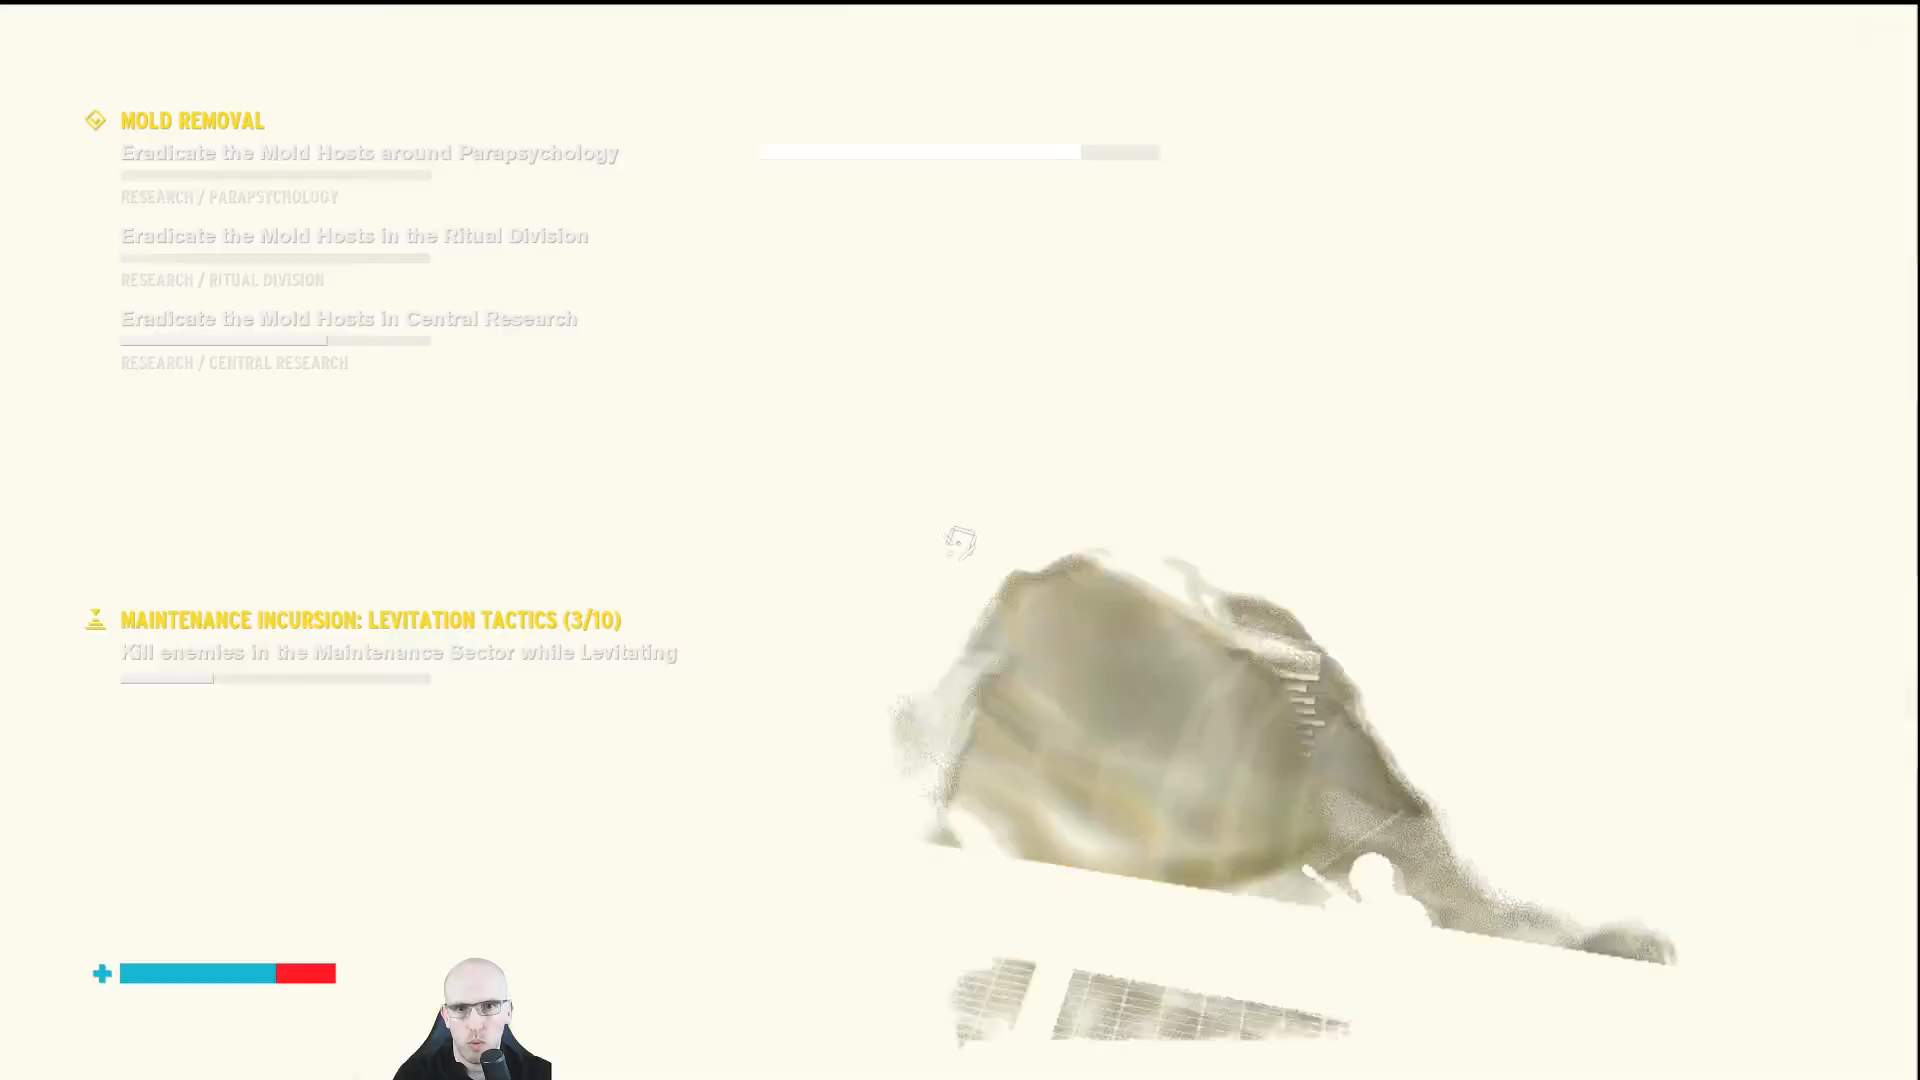 MOLD REMOVAL
Eradicate the Mold Hosts around Parapsychology
RESEARCH / PARAPSYCHOLOGY
Eradicate the Mold Hosts in the Ritual Division
RESEARCH / RITUAL DIVISION
Eradicate the Mold Hosts in Central Research
RESEARCH / CENTRAL RESEARCH
MAINTENANCE INCURSION: LEVITATION TACTICS (3/10)
Kill enemies in the Maintenance Sector while Levitating